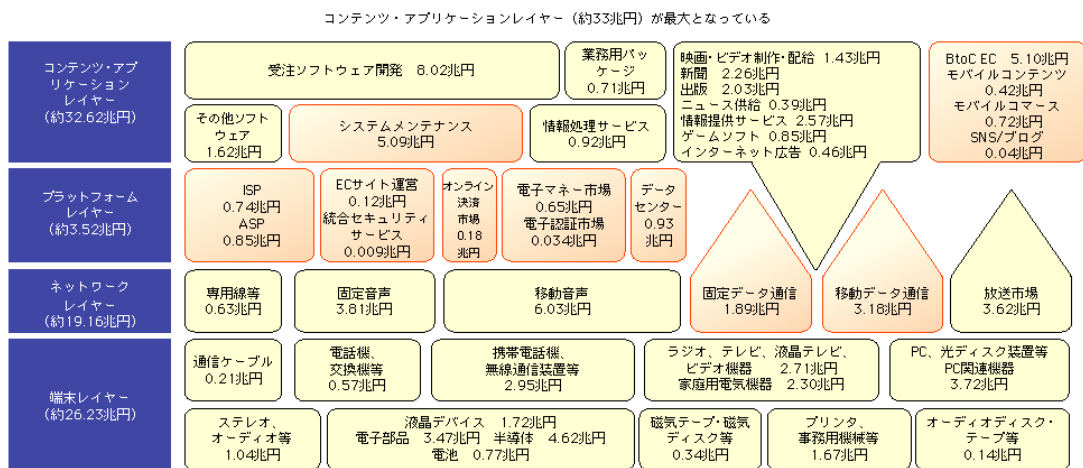 コンテンツ・アプリケーションレイヤー（約33兆円）が最大となっている
コンテンツ・アプ
リケーション
レイヤー
(約32.62兆円)
受注ソフトウェア開発 8.02兆円
業務用パッ
ケージ
0.71兆円
映画・ビデオ制作・配給 1.43兆円
新聞 2.26兆円
出版 2.03兆円
ニュース供給 0.39兆円
情報提供サービス 2.57兆円
ゲームソフト 0.85兆円
インターネット広告 0.46兆円
BtoC EC 5.10兆円
モバイルコンテンツ
0.42兆円
モバイルコマース
0.72兆円
SNS/ブログ
0.04兆円
その他ソフト
ウェア
1.62兆円
システムメンテナンス
5.09兆円
情報処理サービス
0.92兆円
プラットフォーム
レイヤー
(約3.52兆円)
ISP
0.74兆円
ASP
0.85兆円
ECサイト運営
0.12兆円
統合セキュリティ
サービス
0.009兆円
オンライン
決済
市場
0.18
兆円
電子マネー市場
0.65兆円
電子認証市場
0.034兆円
データ
センター
0.93
兆円
ネットワーク
レイヤー
(約19.16兆円)
専用線等
0.63兆円
固定音声
3.81兆円
移動音声
6.03兆円
固定データ通信
1.89兆円
移動データ通信
3.18兆円
放送市場
3.62兆円
端末レイヤー
(約26.23兆円)
通信ケーブル
0.21兆円
電話機、
交換機等
0.57兆円
携帯電話機、
無線通信装置等
2.95兆円
ラジオ、テレビ、液晶テレビ、
ビデオ機器 2.71兆円
家庭用電気機器 2.30兆円
PC、光ディスク装置等
PC関連機器
3.72兆円
ステレオ、
オーディオ等
1.04兆円
液晶デバイス 1.72兆円
電子部品 3.47兆円 半導体 4.62兆円
電池 0.77兆円
磁気テープ・磁気
ディスク等
0.34兆円
プリンタ、
事務用機械等
1.67兆円
オーディオディスク・
テープ等
0.14兆円